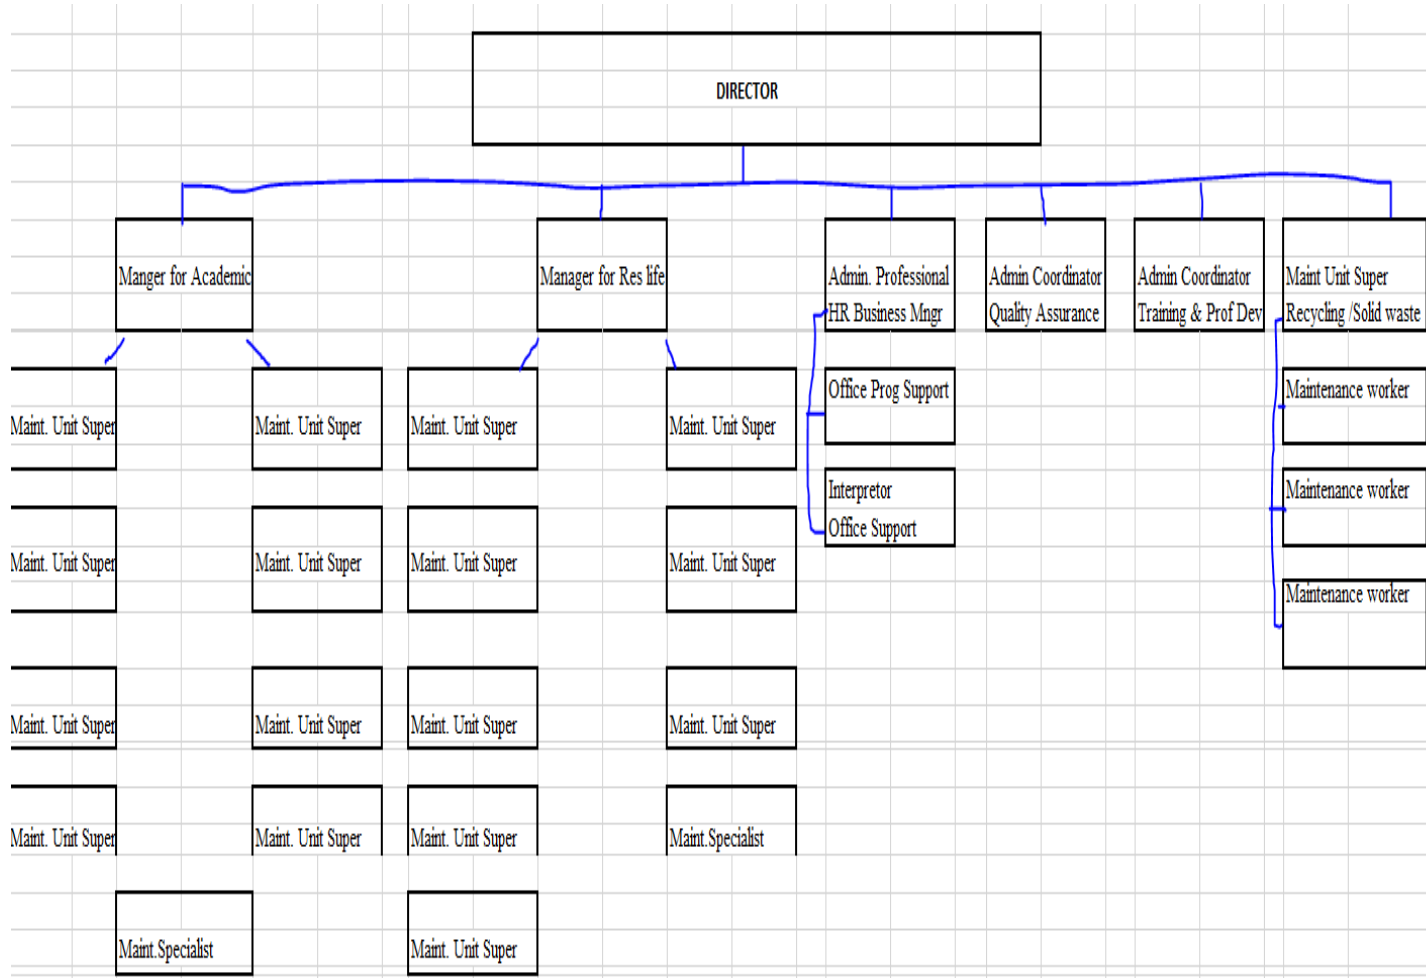 DIRECTOR
Manger for Academic
Manager for Res life
Admin. Professional
HR Business Mngr
Admin Coordinator
Quality Assurance
Admin Coordinator
Training & Prof Dev
Maint Unit Super
Recycling /Solid waste
Maint. Unit Super
Maint. Unit Super
Maint. Unit Super
Maint. Unit Super
Office Prog Support
Maintenance worker
Interpretor
Office Support
Maintenance worker
Maint. Unit Super
Maint. Unit Super
Maint. Unit Super
Maint. Unit Super
Maintenance worker
Maint. Unit Super
Maint. Unit Super
Maint. Unit Super
Maint. Unit Super
Maint. Unit Super
Maint. Unit Super
Maint. Unit Super
Maint.Specialist
Maint.Specialist
Maint. Unit Super